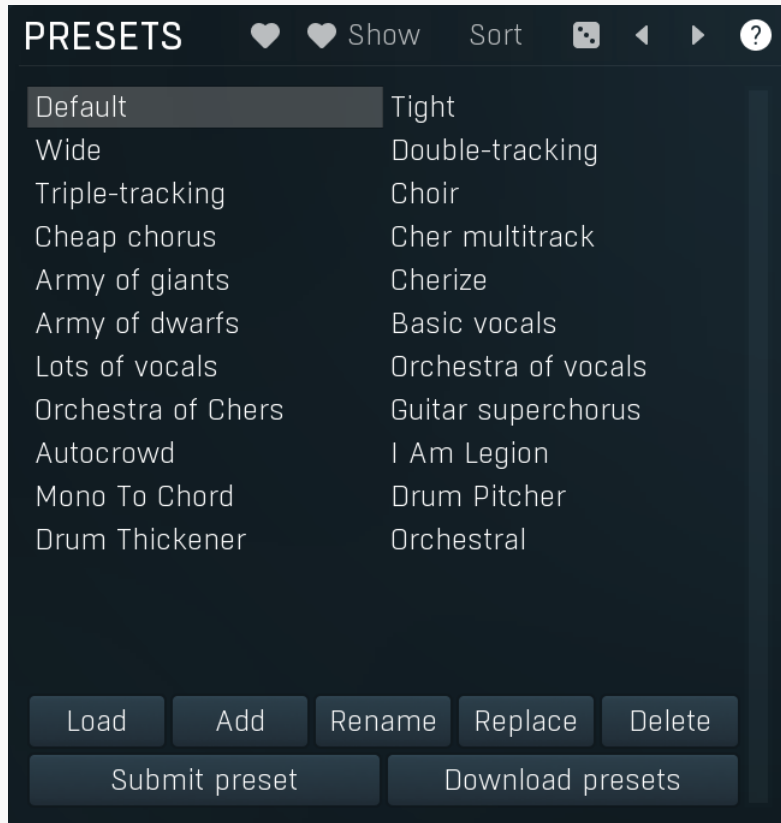 PRESETS Show Sort ?
Default Tight
Wide Double-tracking
Triple-tracking Choir
Cheap chorus Cher multitrack
Army of giants Cherize
Army of dwarfs Basic vocals
Lots of vocals Orchestra of vocals
Orchestra of Chers Guitar superchorus
Autocrowd I Am Legion
Mono To Chord Drum Pitcher
Drum Thickener Orchestral
Load Add Rename Replace Delete
Submit preset Download presets